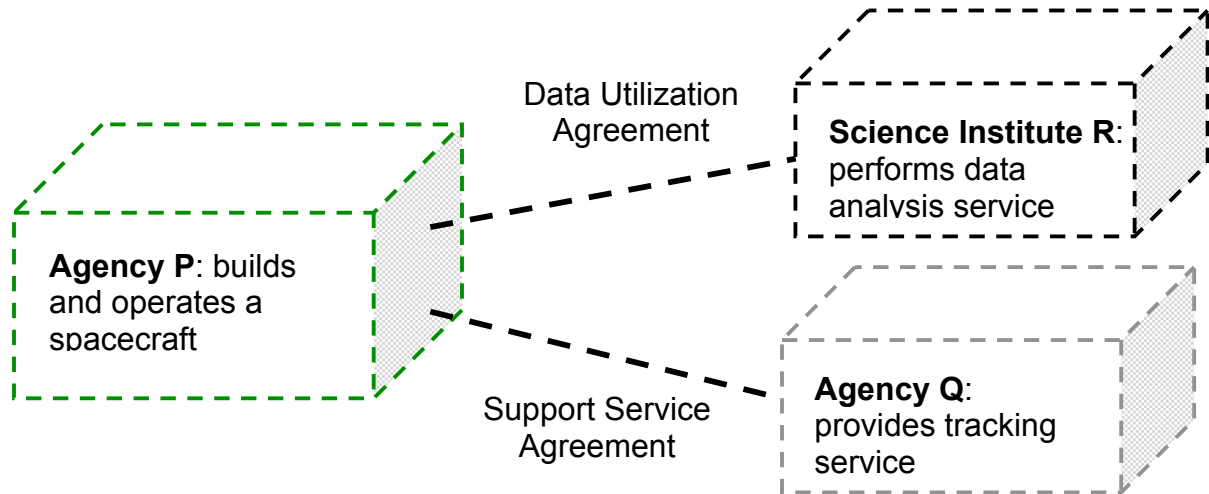 Data Utilization
Agreement
Science Institute R:
performs data
analysis service
Agency P: builds
and operates a
spacecraft
Support Service
Agreement
Agency Q:
provides tracking
service